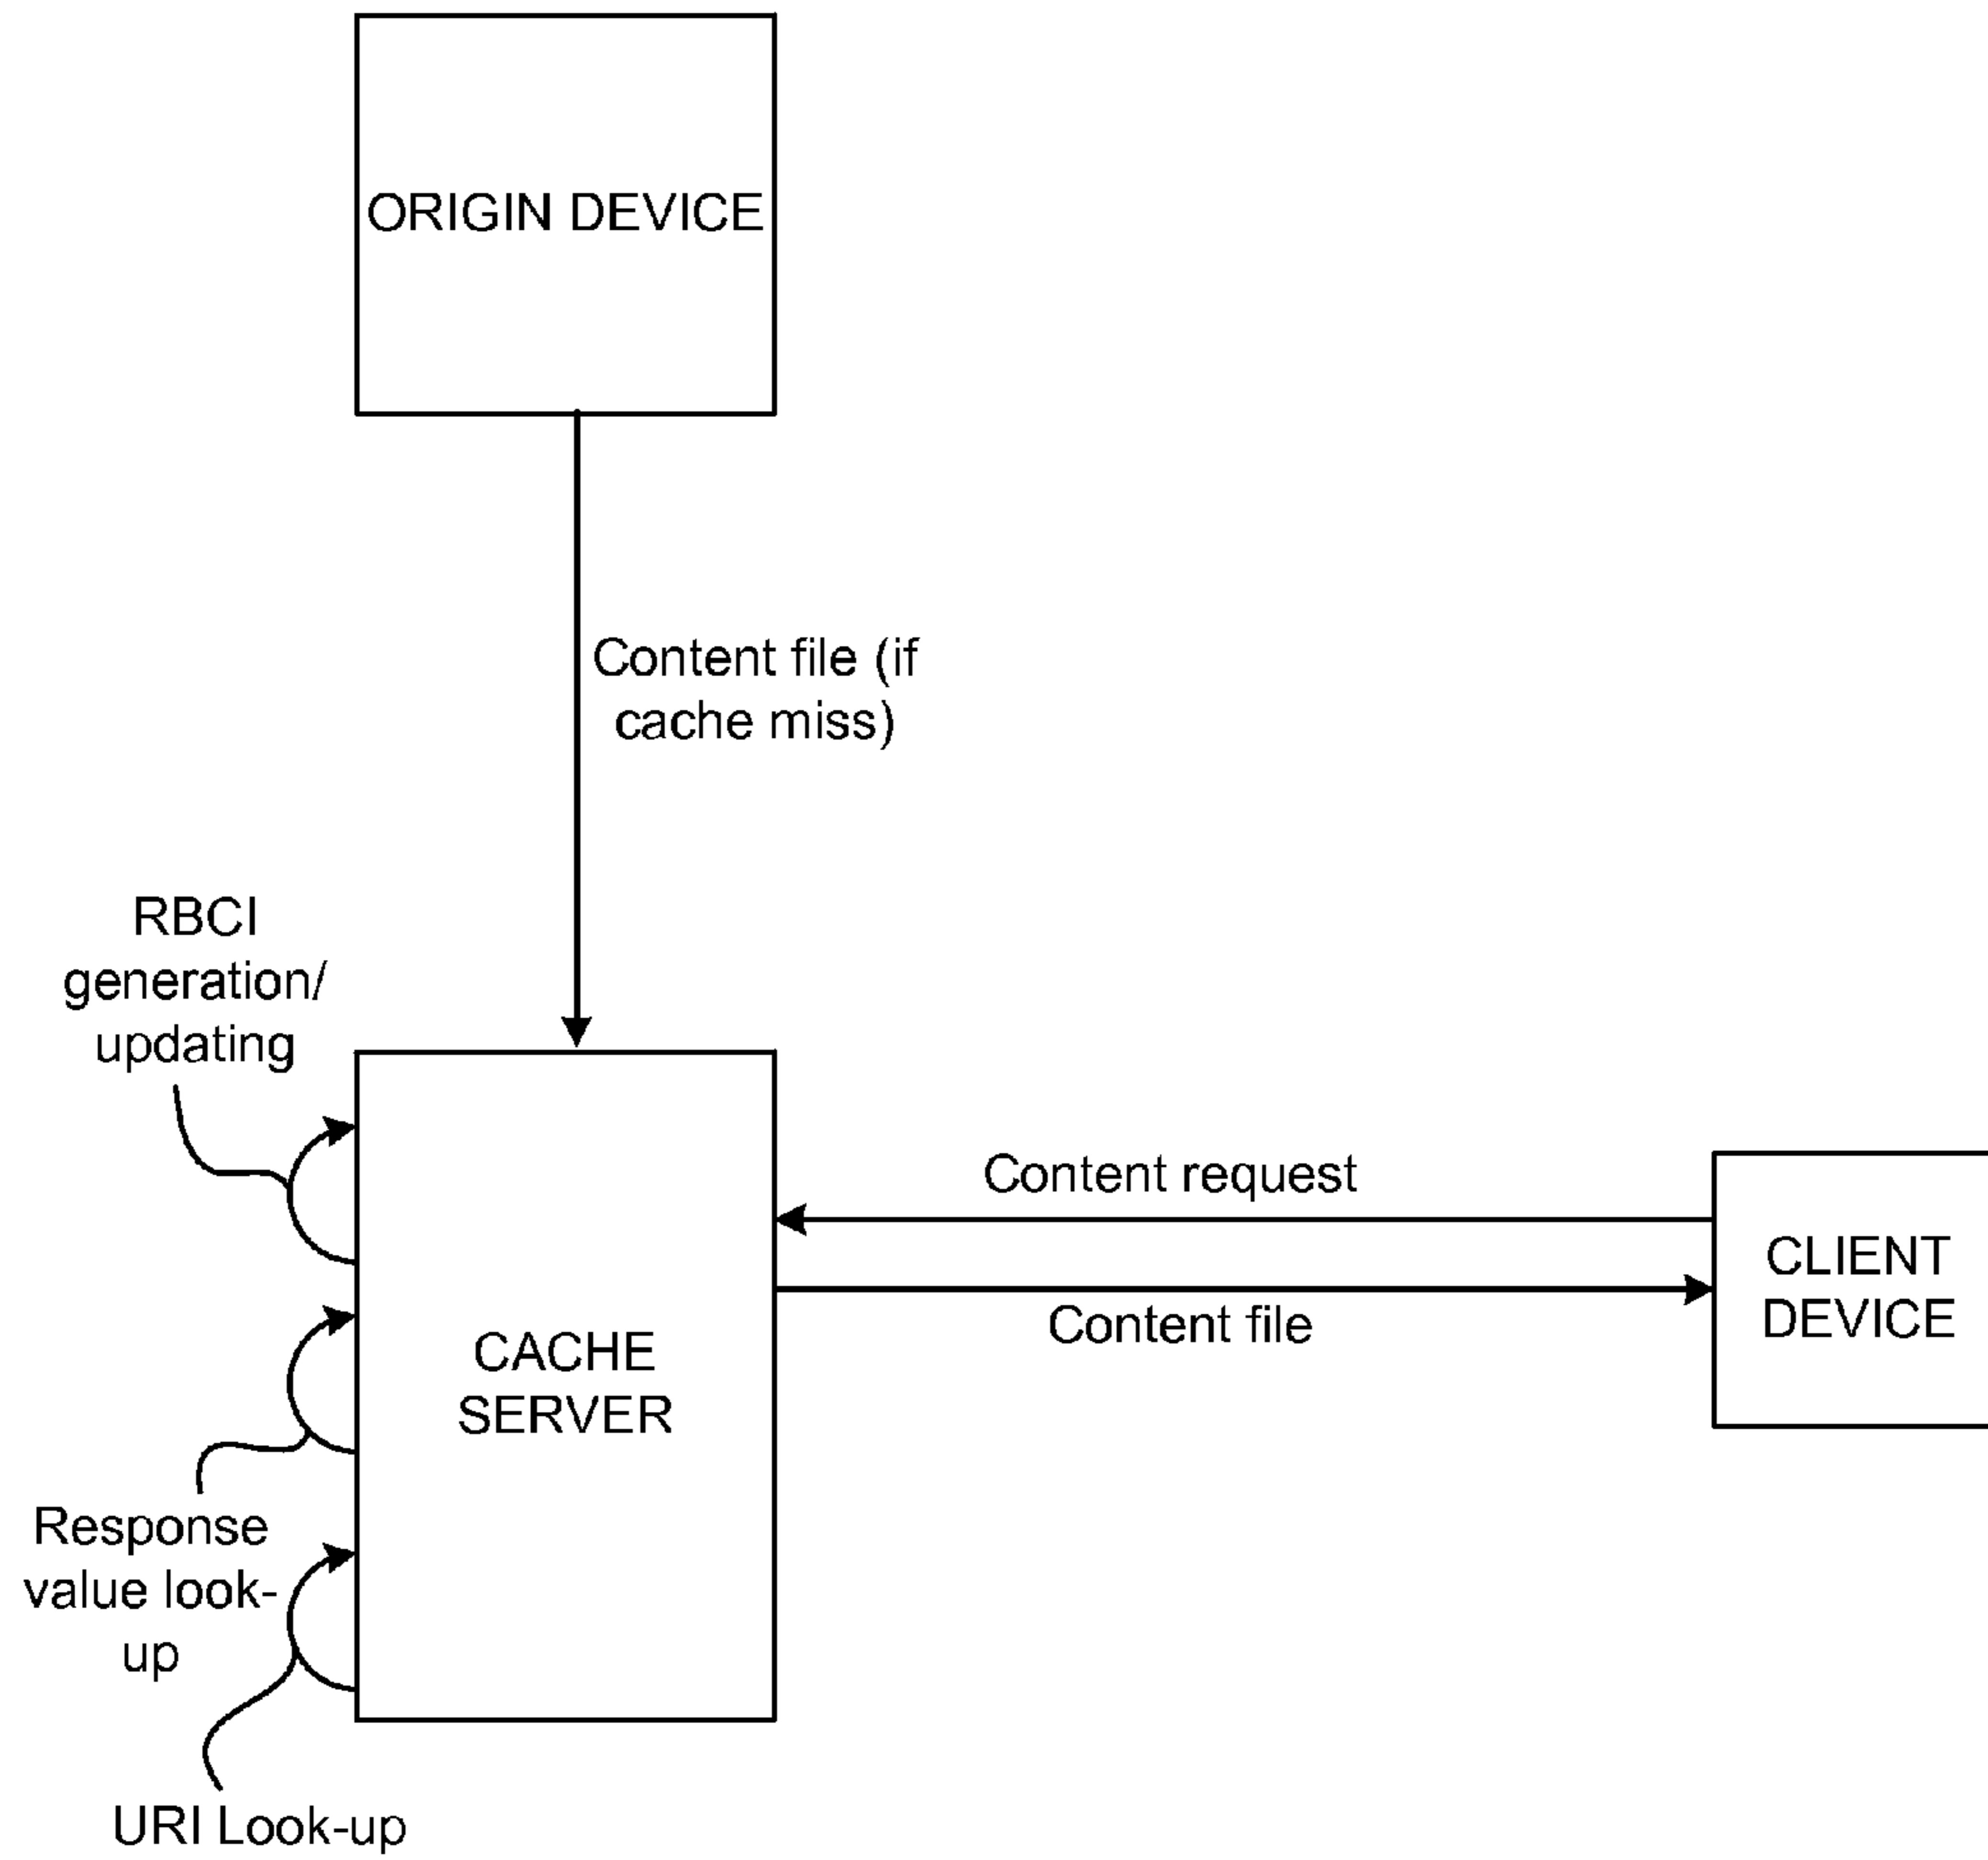 ORIGIN DEVICE
Content file (if
cache miss)
RBCI
generation/
updating
Content request
CLIENT
DEVICE
Content file
CACHE
SERVER
Response
value look-
up
URI Look-up